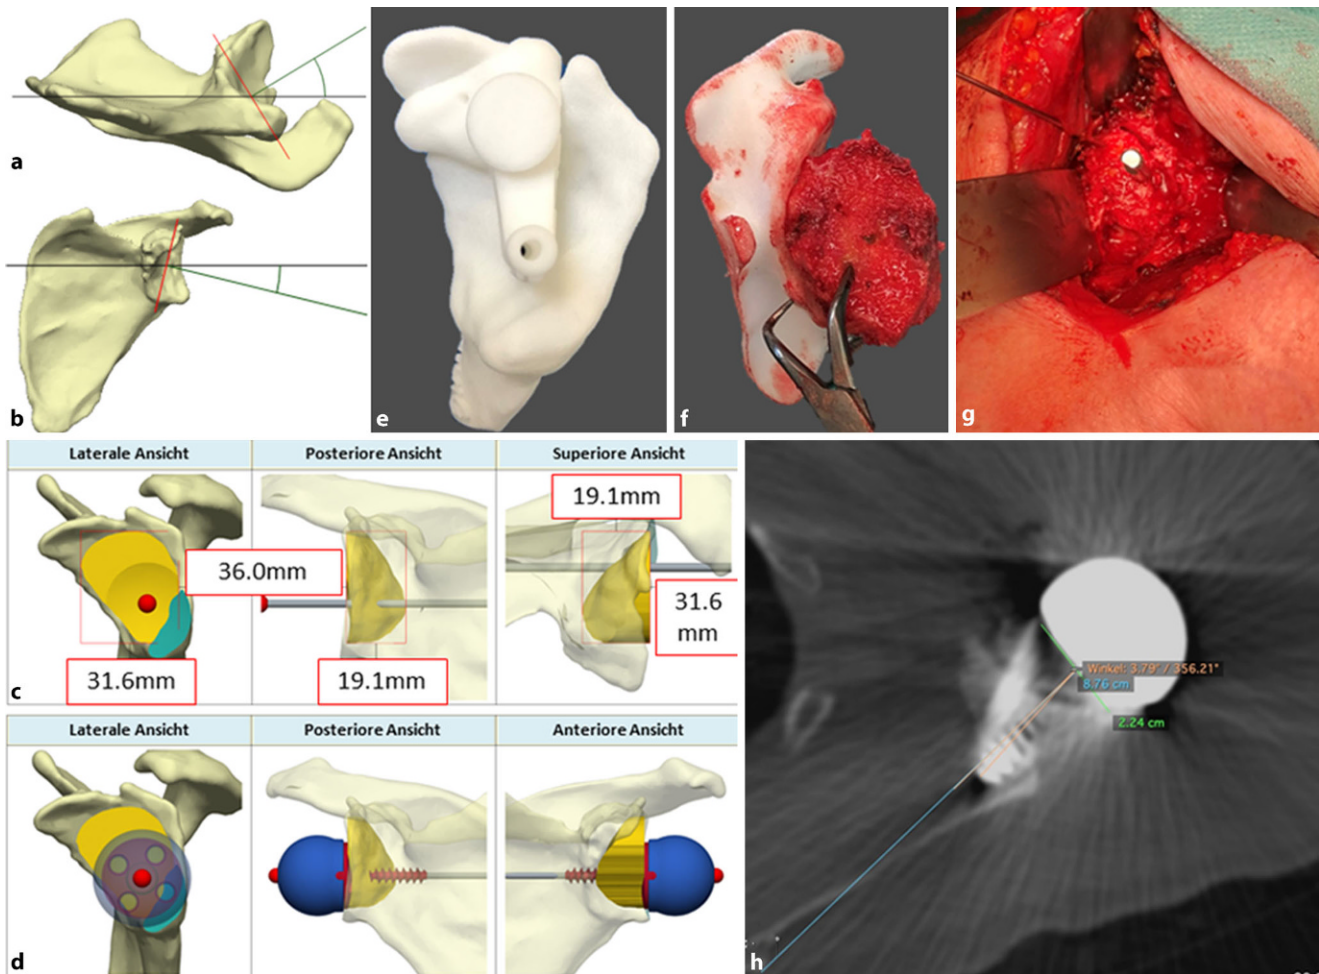 a
b
e
f
g
Laterale Ansicht
Posteriore Ansicht
Superiore Ansicht
19.1mm
36.0mm
31.6
mm
31.6mm
19.1mm
c
Laterale Ansicht
Posteriore Ansicht
Anteriore Ansicht
d
Winkel: 3.79° / 356.21°
8.76 cm
2.24 cm
h